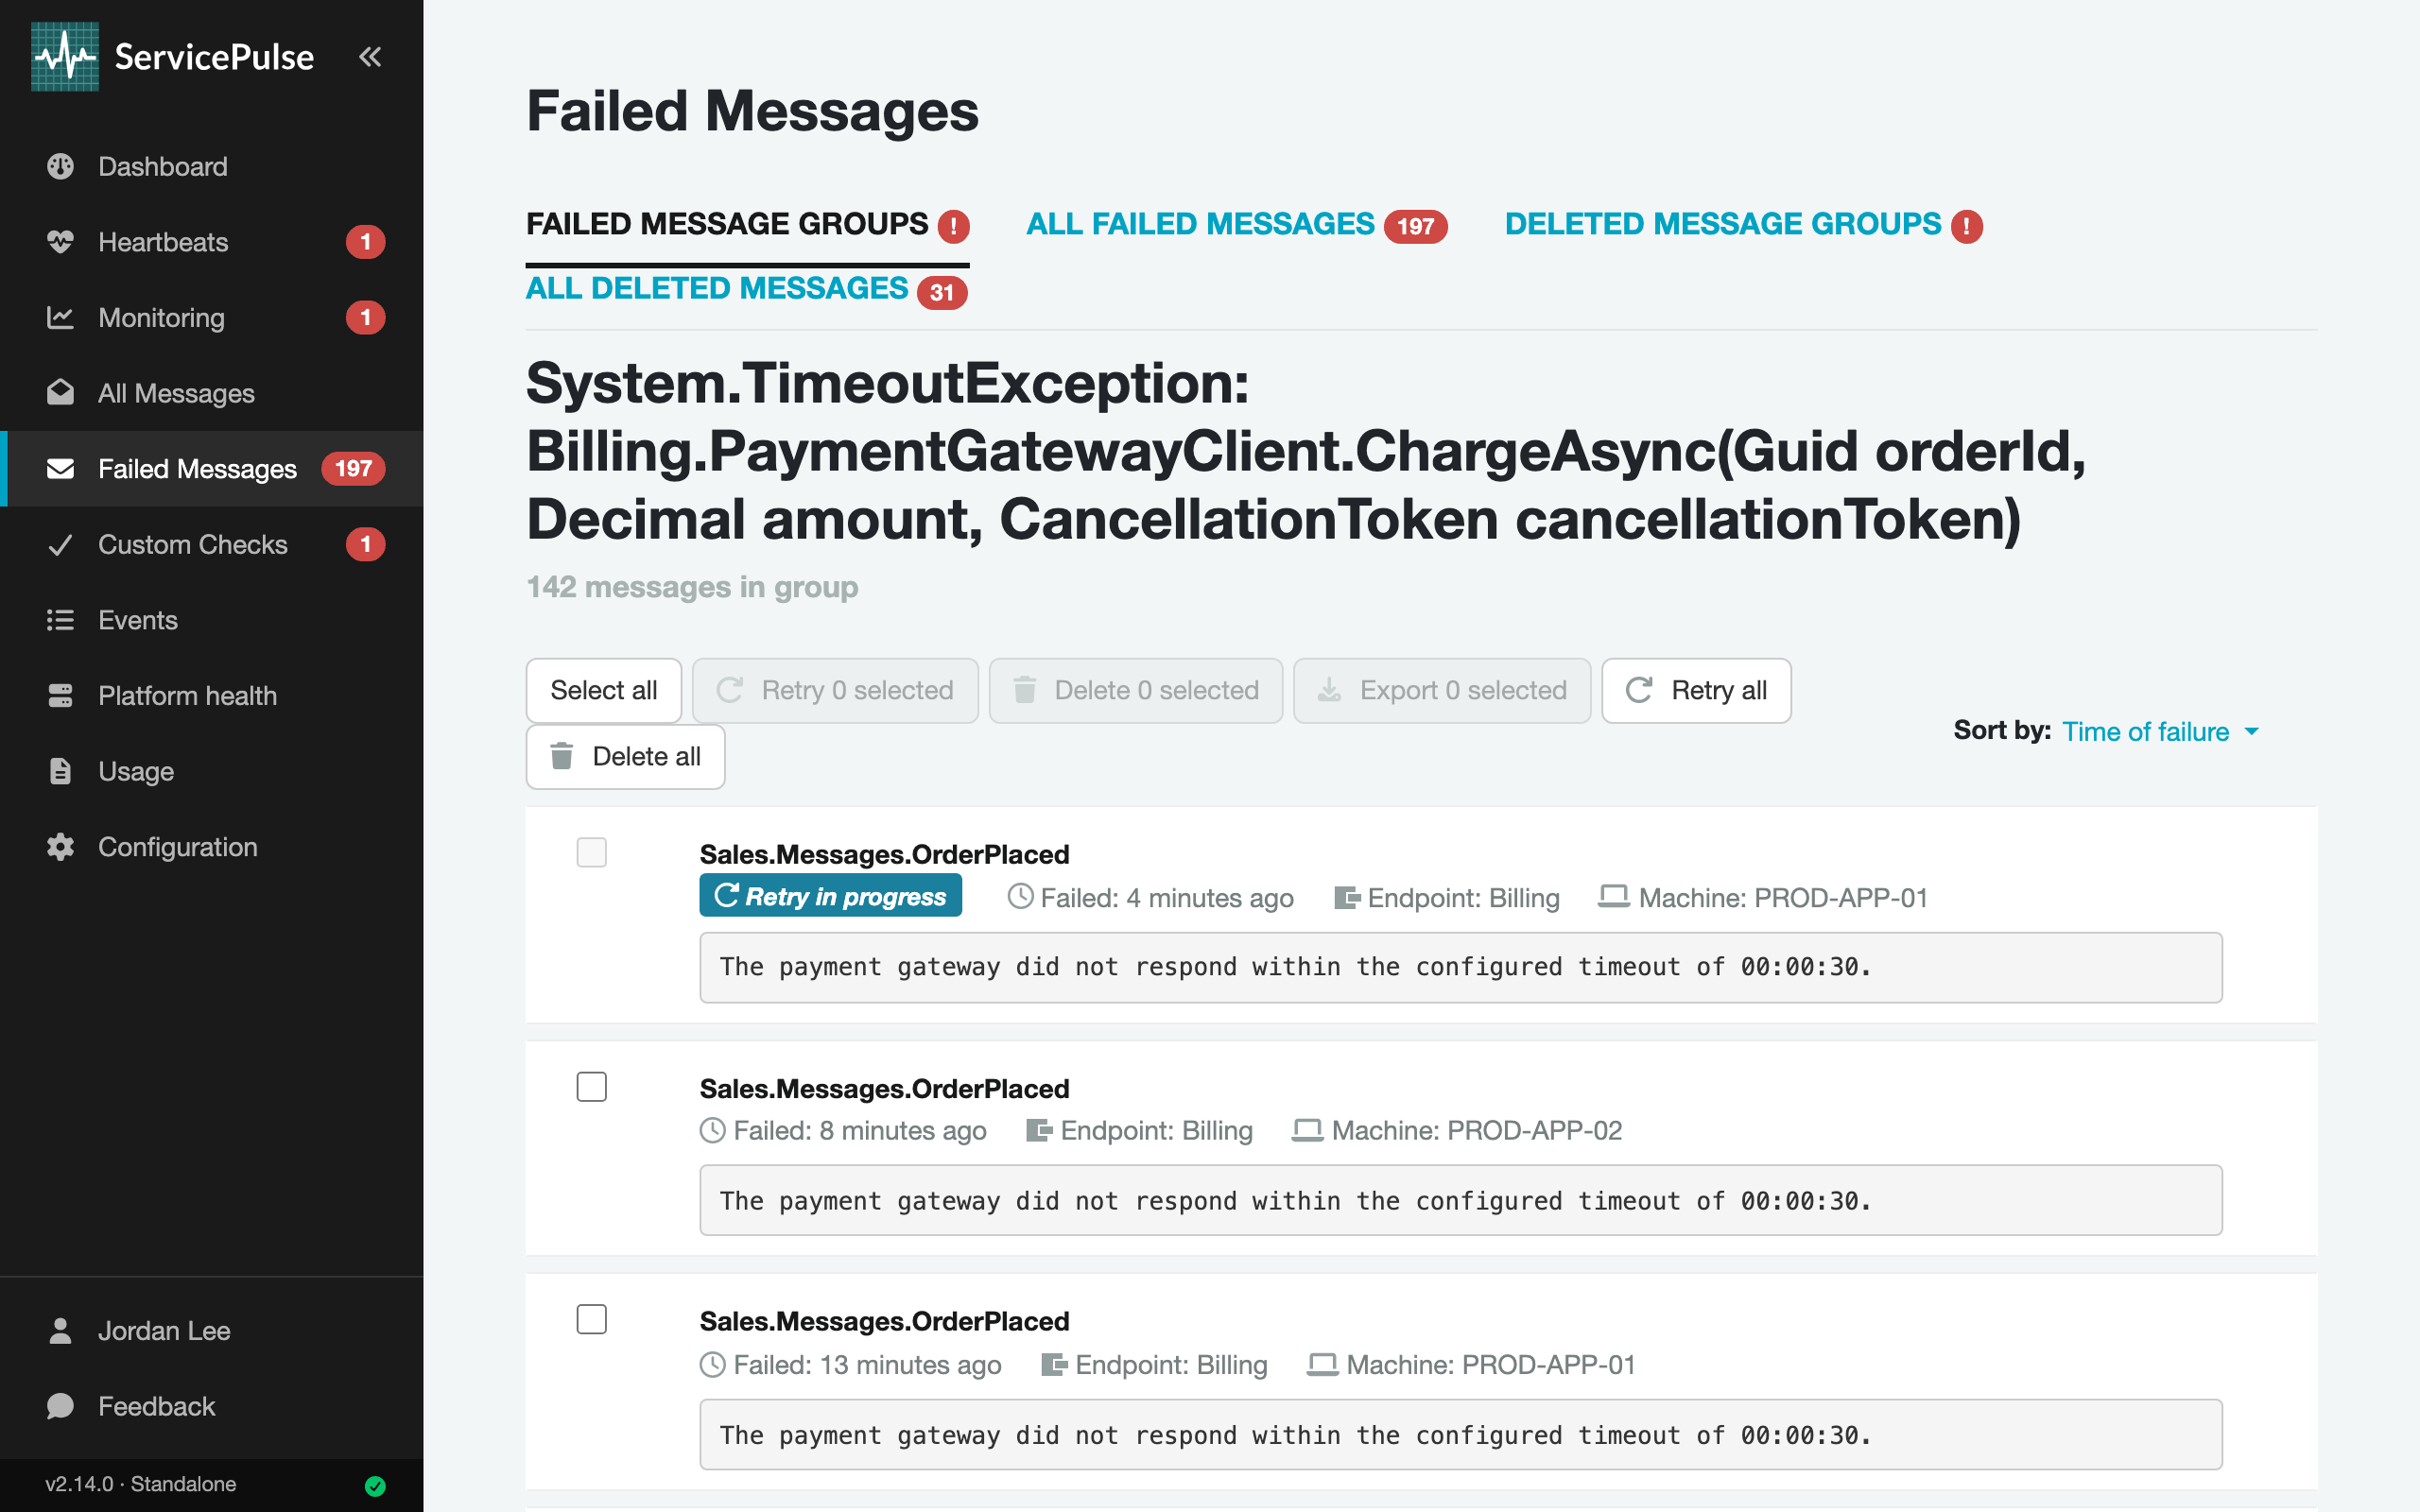 ServicePulse
Dashboard
Heartbeats 1
Monitoring 1
All Messages
Failed Messages 197
Custom Checks 1
Events
Platform health
Usage
Configuration
Jordan Lee
Feedback
v2.14.0 · Standalone
Failed Messages
FAILED MESSAGE GROUPS ! ALL FAILED MESSAGES 197 DELETED MESSAGE GROUPS !
ALL DELETED MESSAGES 31
System.TimeoutException:
Billing.PaymentGatewayClient.ChargeAsync(Guid orderId,
Decimal amount, CancellationToken cancellationToken)
142 messages in group
Select all Retry 0 selected Delete 0 selected Export 0 selected Retry all
Delete all
Sort by: Time of failure
Sales.Messages.OrderPlaced
Retry in progress Failed: 4 minutes ago Endpoint: Billing Machine: PROD-APP-01
The payment gateway did not respond within the configured timeout of 00:00:30.
Sales.Messages.OrderPlaced
Failed: 8 minutes ago Endpoint: Billing Machine: PROD-APP-02
The payment gateway did not respond within the configured timeout of 00:00:30.
Sales.Messages.OrderPlaced
Failed: 13 minutes ago Endpoint: Billing Machine: PROD-APP-01
The payment gateway did not respond within the configured timeout of 00:00:30.